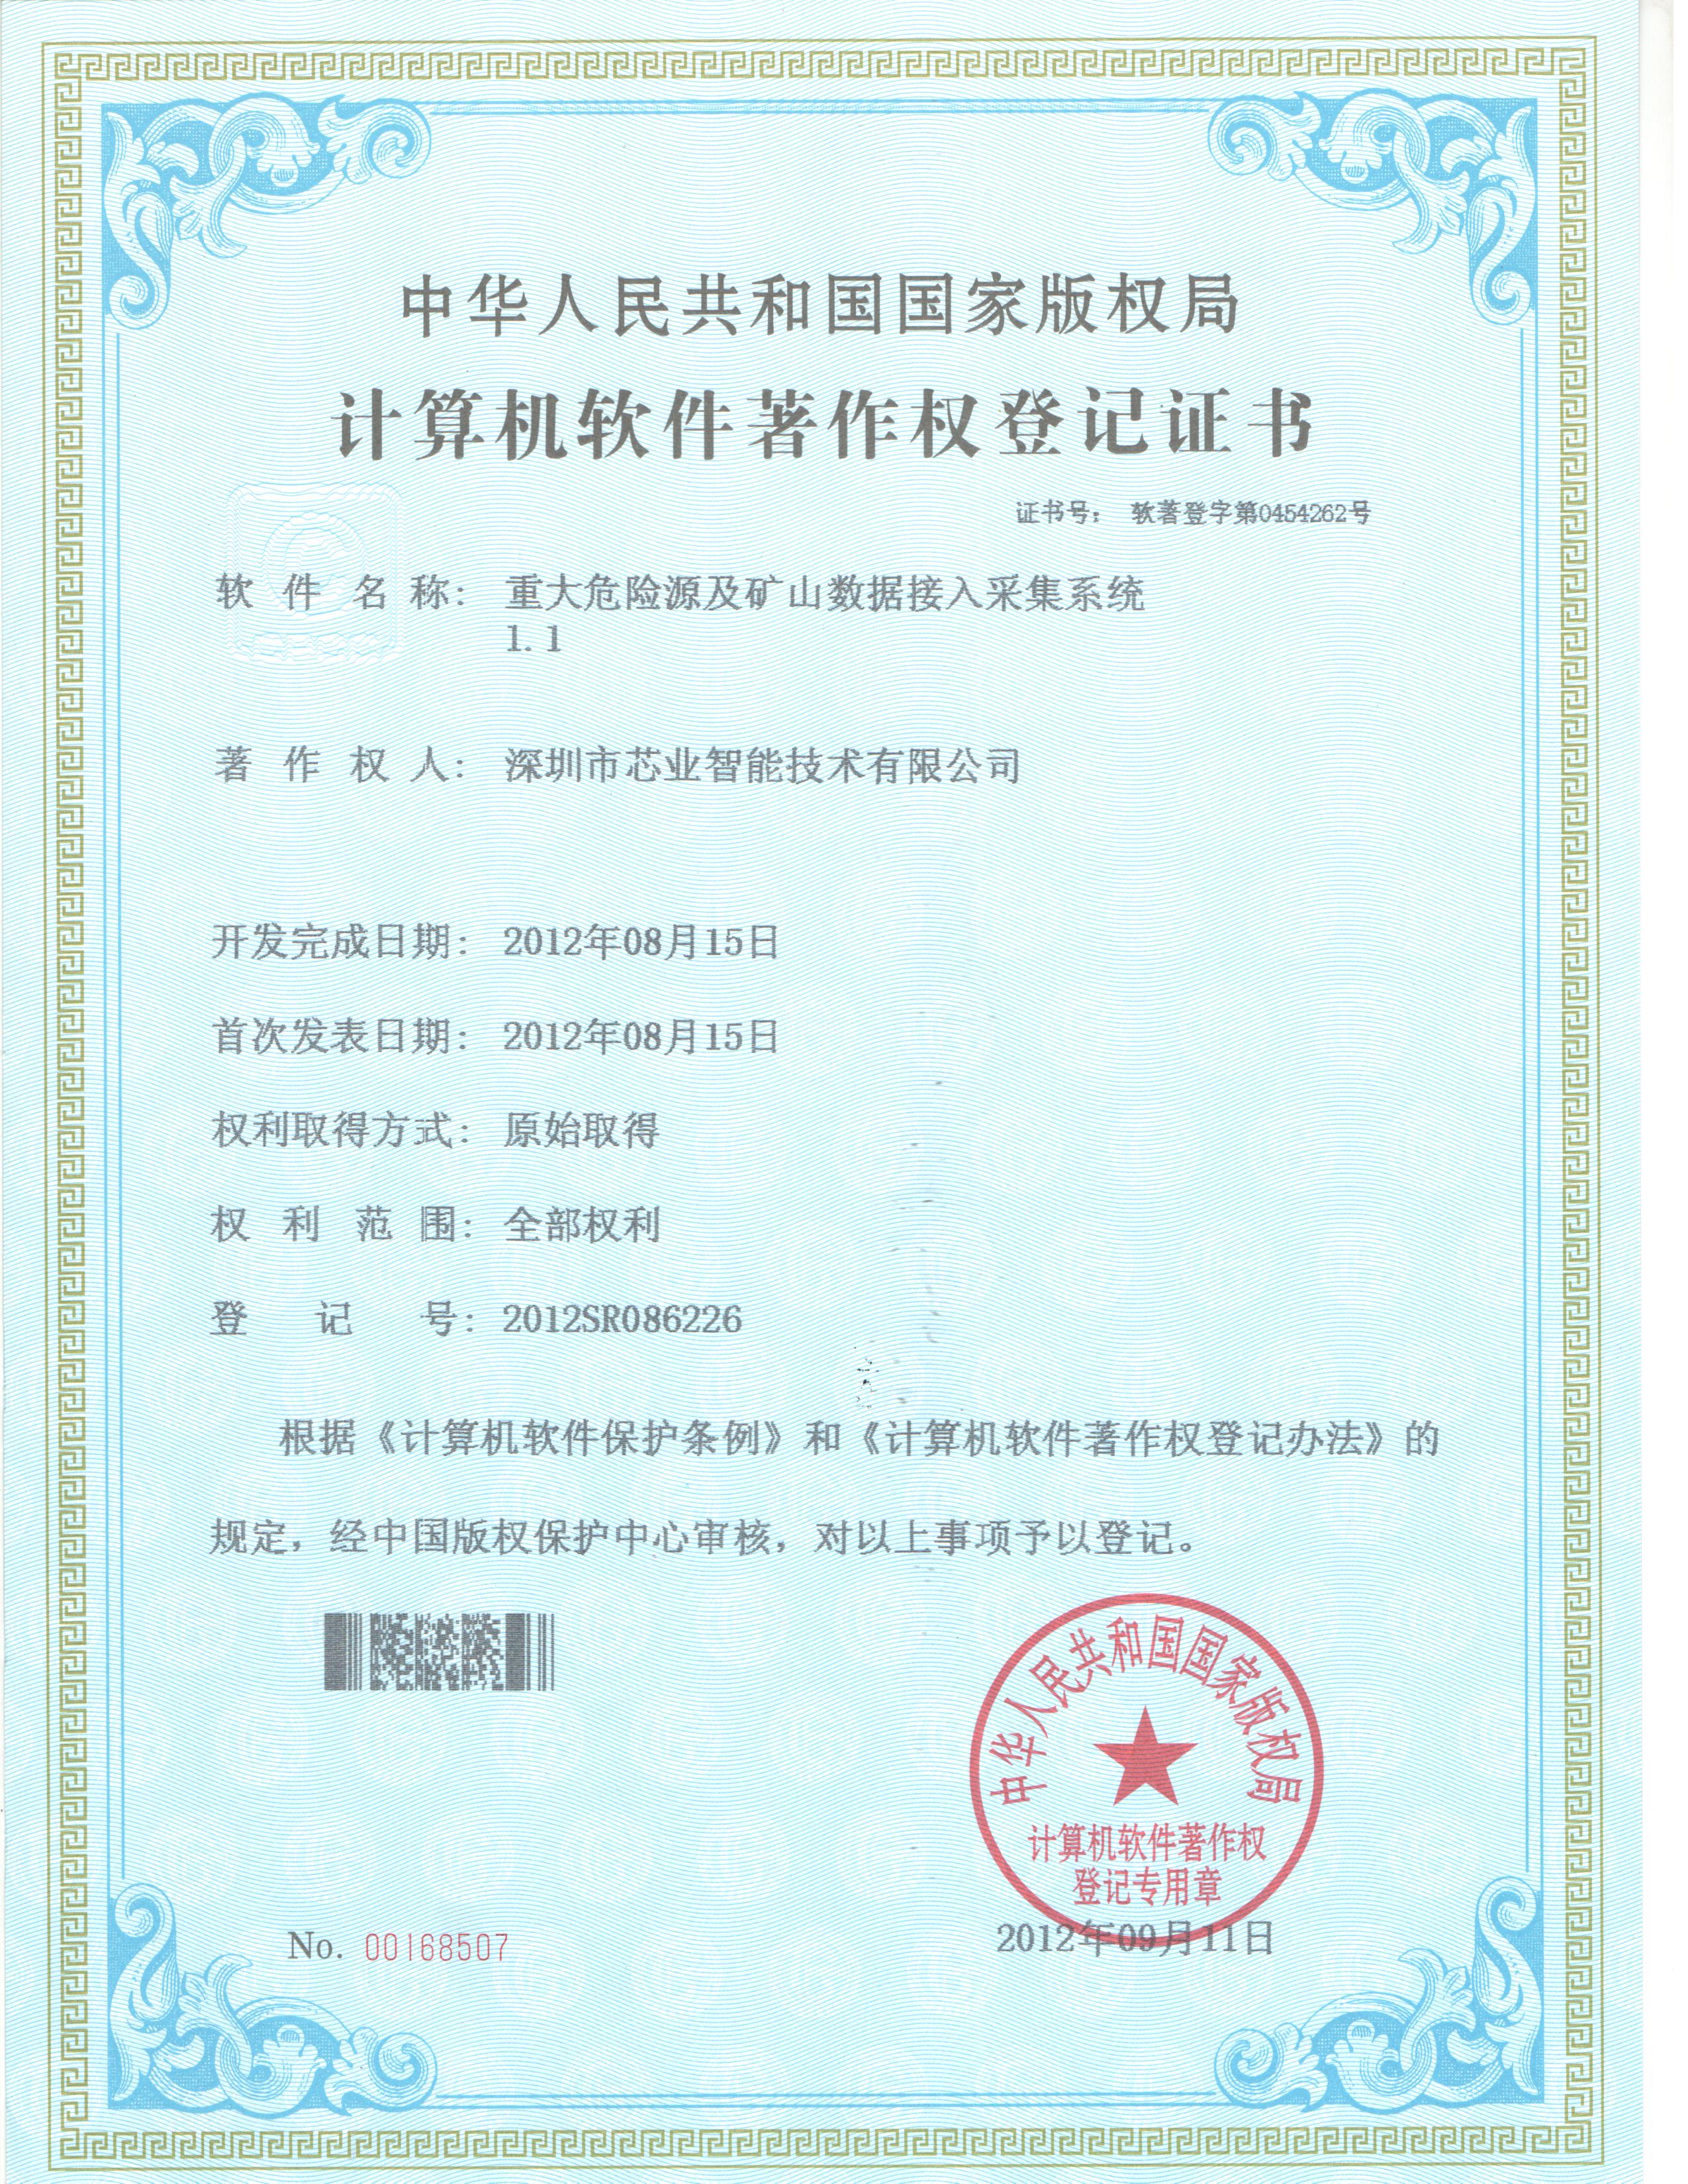 中华人民共和国国家版权局
计算机软件著作权登记证书
证书号： 软著登字第0454262号
软件名称： 重大危险源及矿山数据接入采集系统
1.1
著作权人： 深圳市芯业智能技术有限公司
开发完成日期： 2012年08月15日
首次发表日期： 2012年08月15日
权利取得方式： 原始取得
权利范围： 全部权利
登记号： 2012SR086226
根据《计算机软件保护条例》和《计算机软件著作权登记办法》的
规定，经中国版权保护中心审核，对以上事项予以登记。
中华人民共和国国家版权局
计算机软件著作权
登记专用章
No. 00168507
2012年09月11日